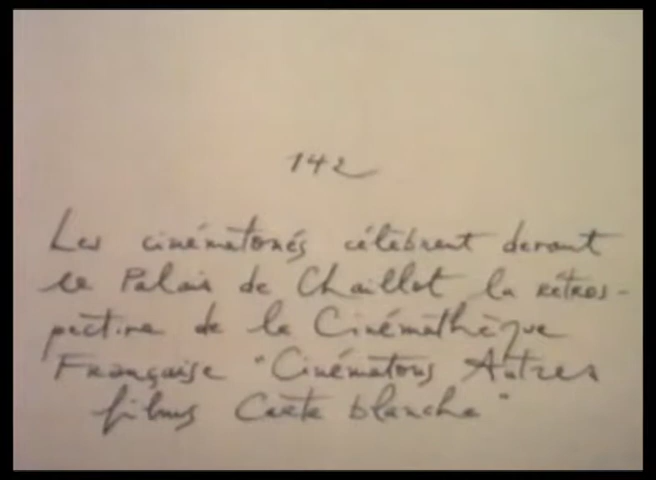 142
Les cinématonés célèbrent devant
le Palais de Chaillot la rétros-
pective de la Cinémathèque
Française "Cinématons Autres
films Carte blanche"